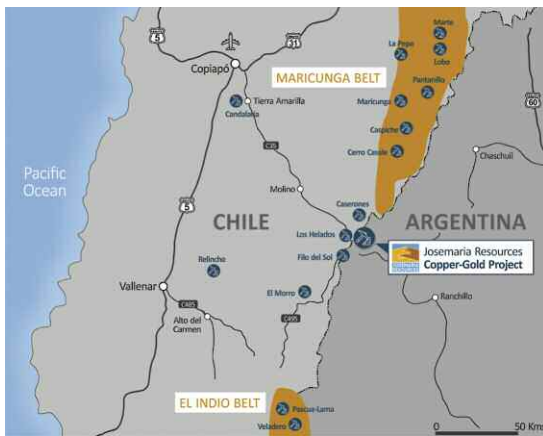 5
31
Copiapó
Tierra Amarilla
Candelaria
MARICUNGA BELT
Marte
La Pepa
Lobo
Pantanillo
Maricunga
Caspiche
Cerro Casale
60
Chaschuil
C35
Pacific
Ocean
Molino
5
CHILE
Caserones
ARGENTINA
Los Helados
Filo del Sol
Josemaria Resources
Copper-Gold Project
Relincho
Vallenar
El Morro
Ranchillo
C485
Alto del
Carmen
C495
EL INDIO BELT
Pascua-Lama
Veladero
0
50 Kms